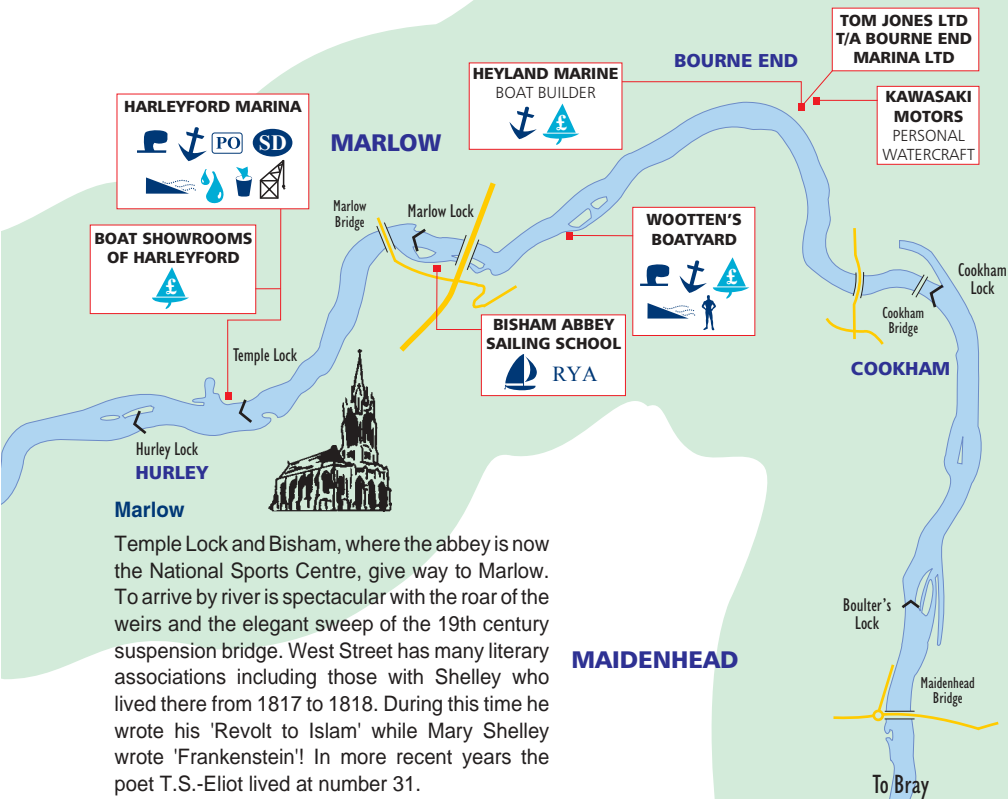 TOM JONES LTD
T/A BOURNE END
MARINA LTD
BOURNE END
HEYLAND MARINE
BOAT BUILDER
£
KAWASAKI
MOTORS
PERSONAL
WATERCRAFT
HARLEYFORD MARINA
PO
SD
MARLOW
Marlow
Bridge
Marlow Lock
WOOTTEN'S
BOATYARD
£
BOAT SHOWROOMS
OF HARLEYFORD
£
Cookham
Lock
Cookham
Bridge
BISHAM ABBEY
SAILING SCHOOL
RYA
Temple Lock
COOKHAM
Hurley Lock
HURLEY
Marlow
Temple Lock and Bisham, where the abbey is now
the National Sports Centre, give way to Marlow.
To arrive by river is spectacular with the roar of the
weirs and the elegant sweep of the 19th century
suspension bridge. West Street has many literary
associations including those with Shelley who
lived there from 1817 to 1818. During this time he
wrote his 'Revolt to Islam' while Mary Shelley
wrote 'Frankenstein'! In more recent years the
poet T.S.-Eliot lived at number 31.
Boulter's
Lock
MAIDENHEAD
Maidenhead
Bridge
To Bray